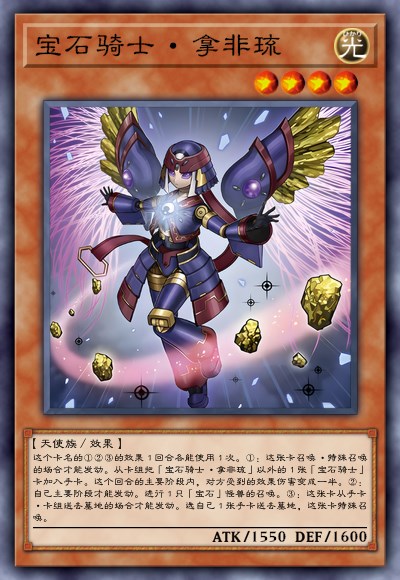 宝石骑士・拿非琉
光
【天使族／效果】
这个卡名的①②③的效果1回合各能使用1次。①：这张卡召唤・特殊召唤
的场合才能发动。从卡组把「宝石骑士・拿非琉」以外的1张「宝石骑士」
卡加入手卡。这个回合的主要阶段内，对方受到的效果伤害变成一半。②：
自己主要阶段才能发动。进行1只「宝石」怪兽的召唤。③：这张卡从手卡
・卡组送去墓地的场合才能发动。选自己1张手卡送去墓地，这张卡特殊召
唤。
ATK/1550 DEF/1600